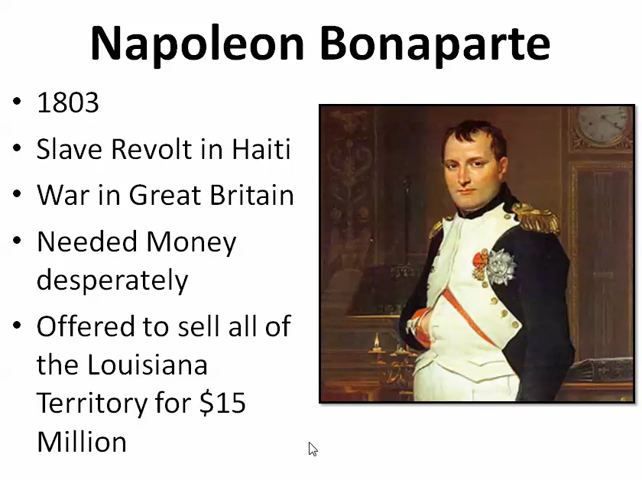 Napoleon Bonaparte
• 1803
• Slave Revolt in Haiti
• War in Great Britain
• Needed Money
desperately
• Offered to sell all of
the Louisiana
Territory for $15
Million